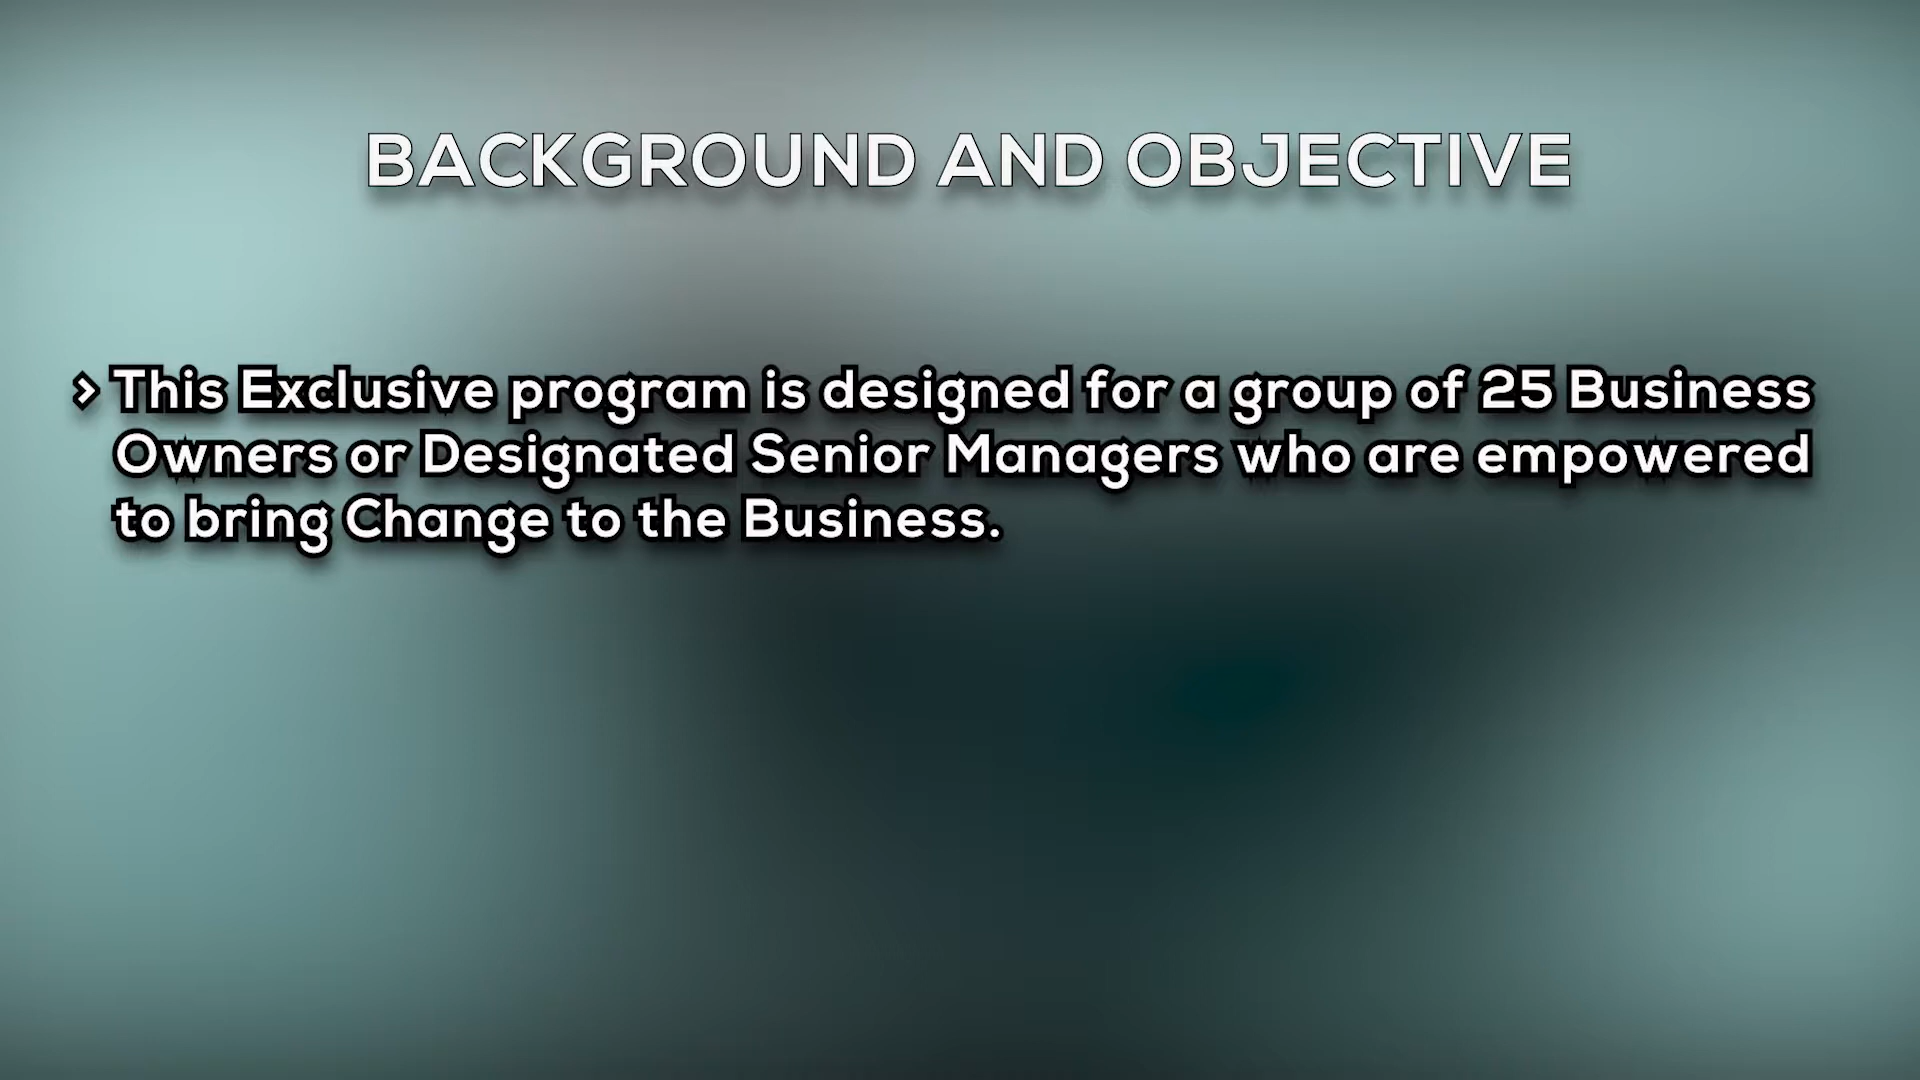 BACKGROUND AND OBJECTIVE
> This Exclusive program is designed for a group of 25 Business
Owners or Designated Senior Managers who are empowered
to bring Change to the Business.